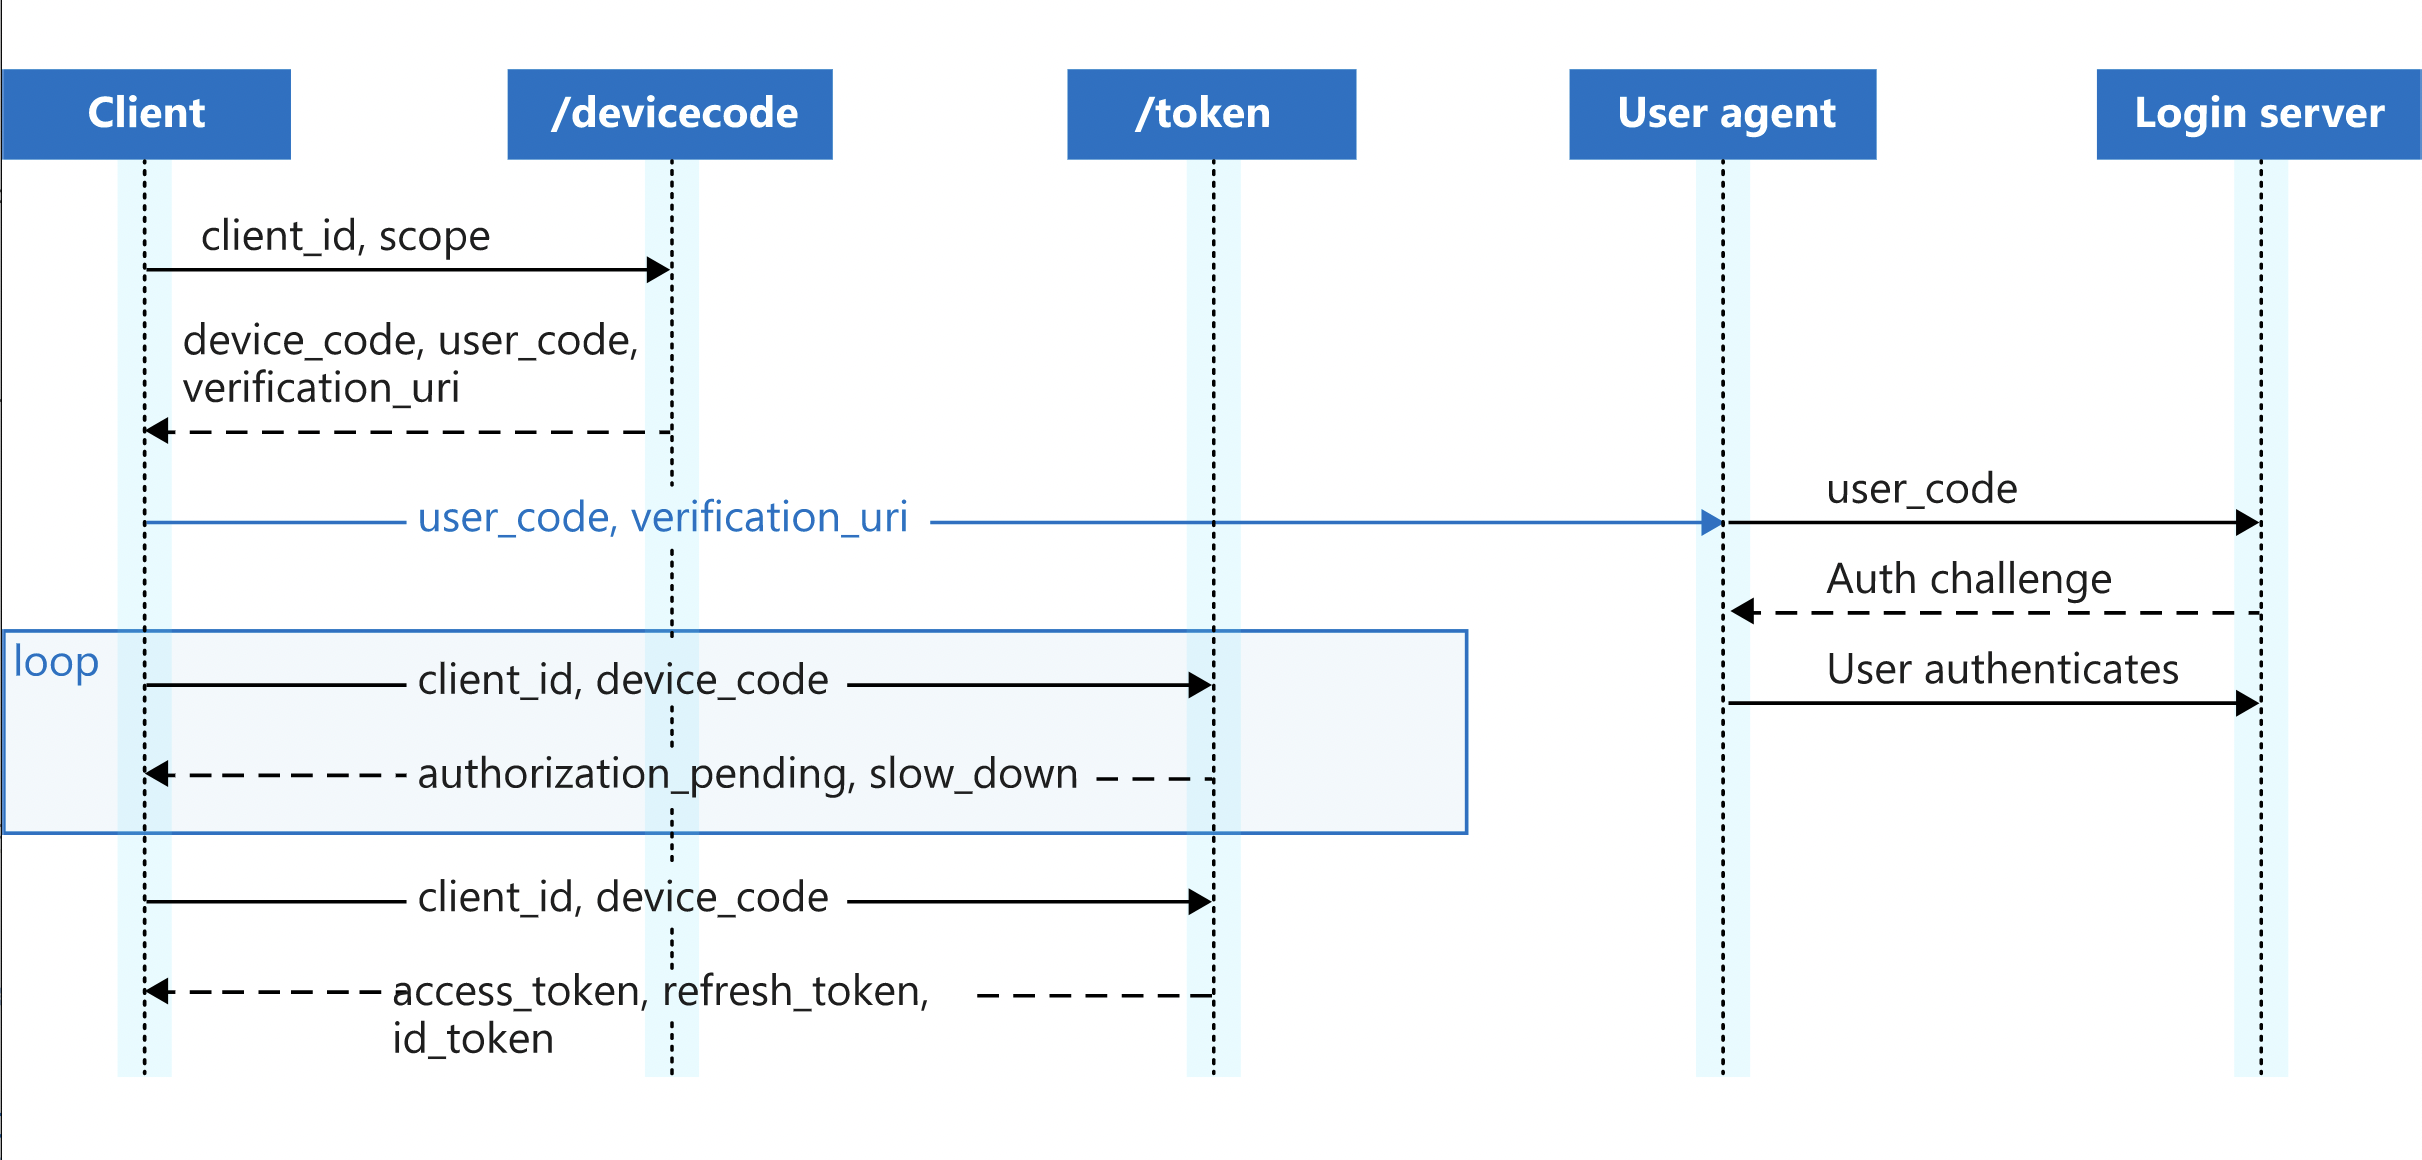 Client
/devicecode
/token
User agent
Login server
client_id, scope
device_code, user_code,
verification_uri
user_code, verification_uri
user_code
Auth challenge
loop
client_id, device_code
User authenticates
authorization_pending, slow_down
client_id, device_code
access_token, refresh_token,
id_token